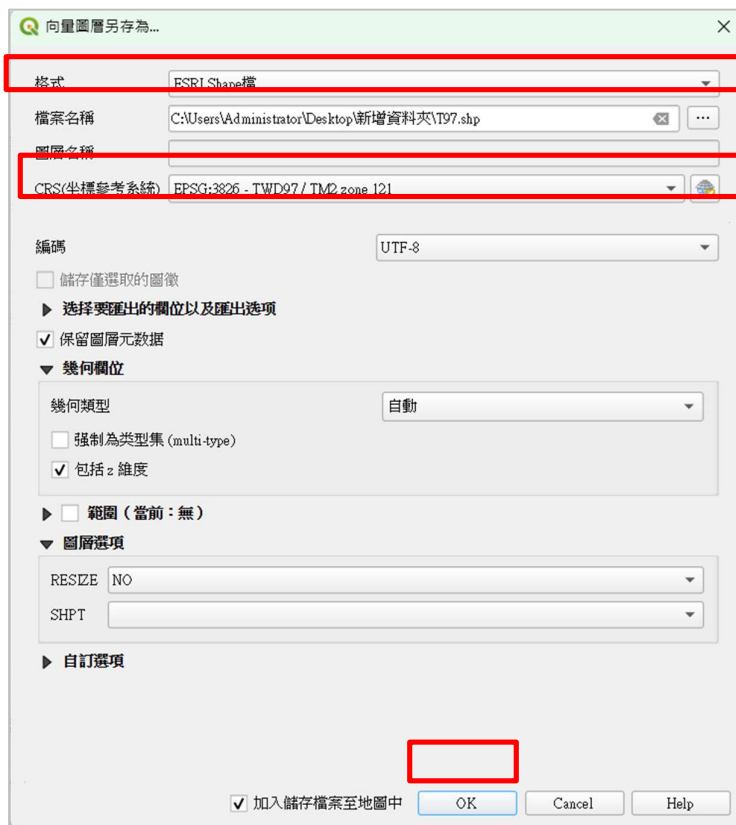 向量圖層另存為...
格式 ESRI Shape檔
檔案名稱 C:\Users\Administrator\Desktop\新增資料夾\T97.shp ...
圖層名稱
CRS(坐標參考系統) EPSG:3826 - TWD97 / TM2 zone 121
編碼 UTF-8
儲存僅選取的圖徵
选择要匯出的欄位以及匯出选项
保留圖層元数据
幾何欄位
幾何類型 自動
强制為类型集 (multi-type)
包括 z 維度
範圍 ( 當前：無 )
圖層選項
RESIZE NO
SHPT
自訂選項
加入儲存檔案至地圖中 OK Cancel Help